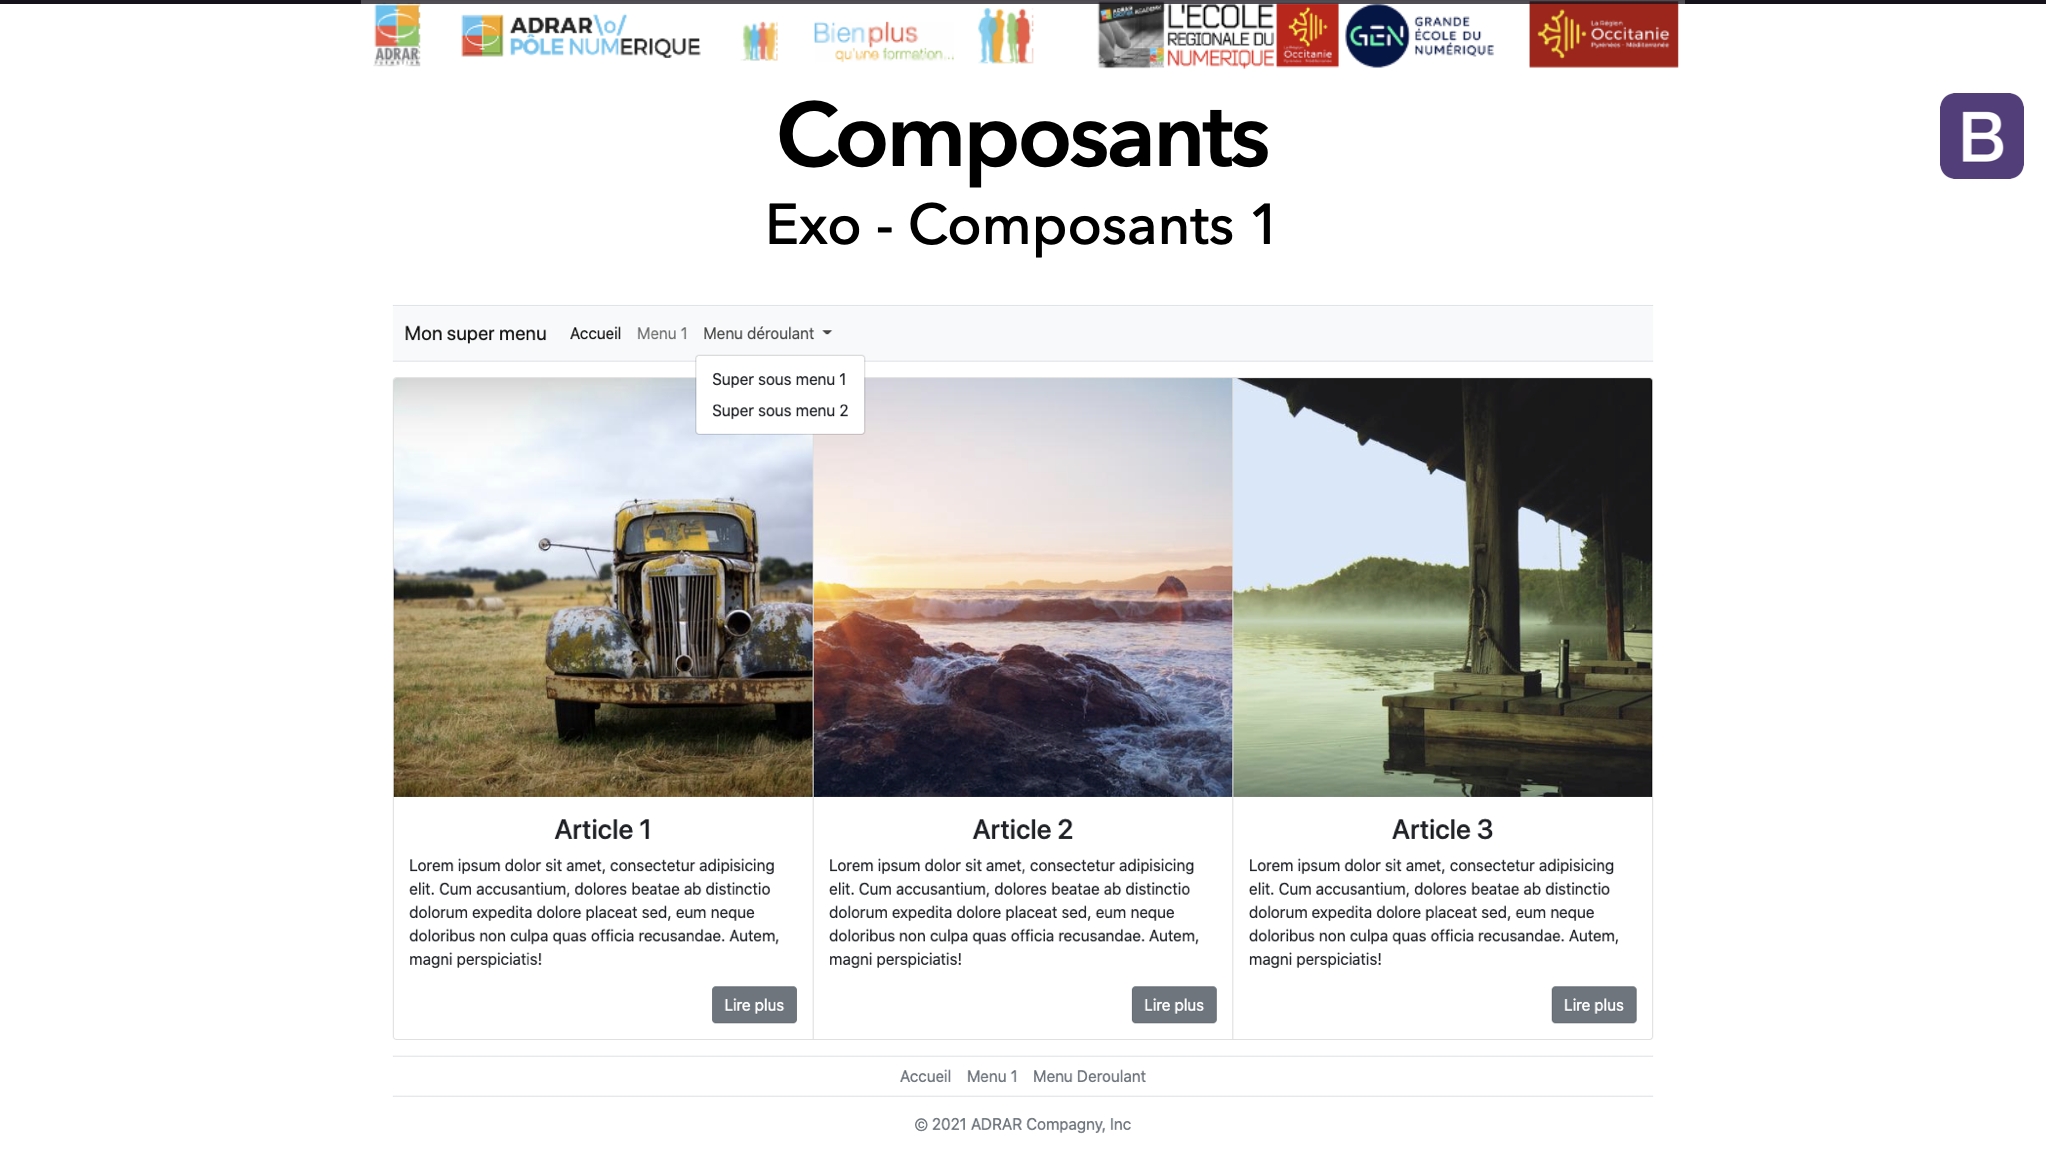 ADRAR
FORMATION
ADRAR\o/
PÔLE NUMERIQUE
Bien plus
qu'une formation...
L'ECOLE
REGIONALE DU
NUMERIQUE
Occitanie
GEN
GRANDE
ÉCOLE DU
NUMÉRIQUE
La Région
Occitanie
Pyrénées - Méditerranée
Composants
B
Exo - Composants 1
Mon super menu Accueil Menu 1 Menu déroulant
Super sous menu 1
Super sous menu 2
Article 1
Lorem ipsum dolor sit amet, consectetur adipisicing
elit. Cum accusantium, dolores beatae ab distinctio
dolorum expedita dolore placeat sed, eum neque
doloribus non culpa quas officia recusandae. Autem,
magni perspiciatis!
Lire plus
Article 2
Lorem ipsum dolor sit amet, consectetur adipisicing
elit. Cum accusantium, dolores beatae ab distinctio
dolorum expedita dolore placeat sed, eum neque
doloribus non culpa quas officia recusandae. Autem,
magni perspiciatis!
Lire plus
Article 3
Lorem ipsum dolor sit amet, consectetur adipisicing
elit. Cum accusantium, dolores beatae ab distinctio
dolorum expedita dolore placeat sed, eum neque
doloribus non culpa quas officia recusandae. Autem,
magni perspiciatis!
Lire plus
Accueil Menu 1 Menu Deroulant
© 2021 ADRAR Compagny, Inc